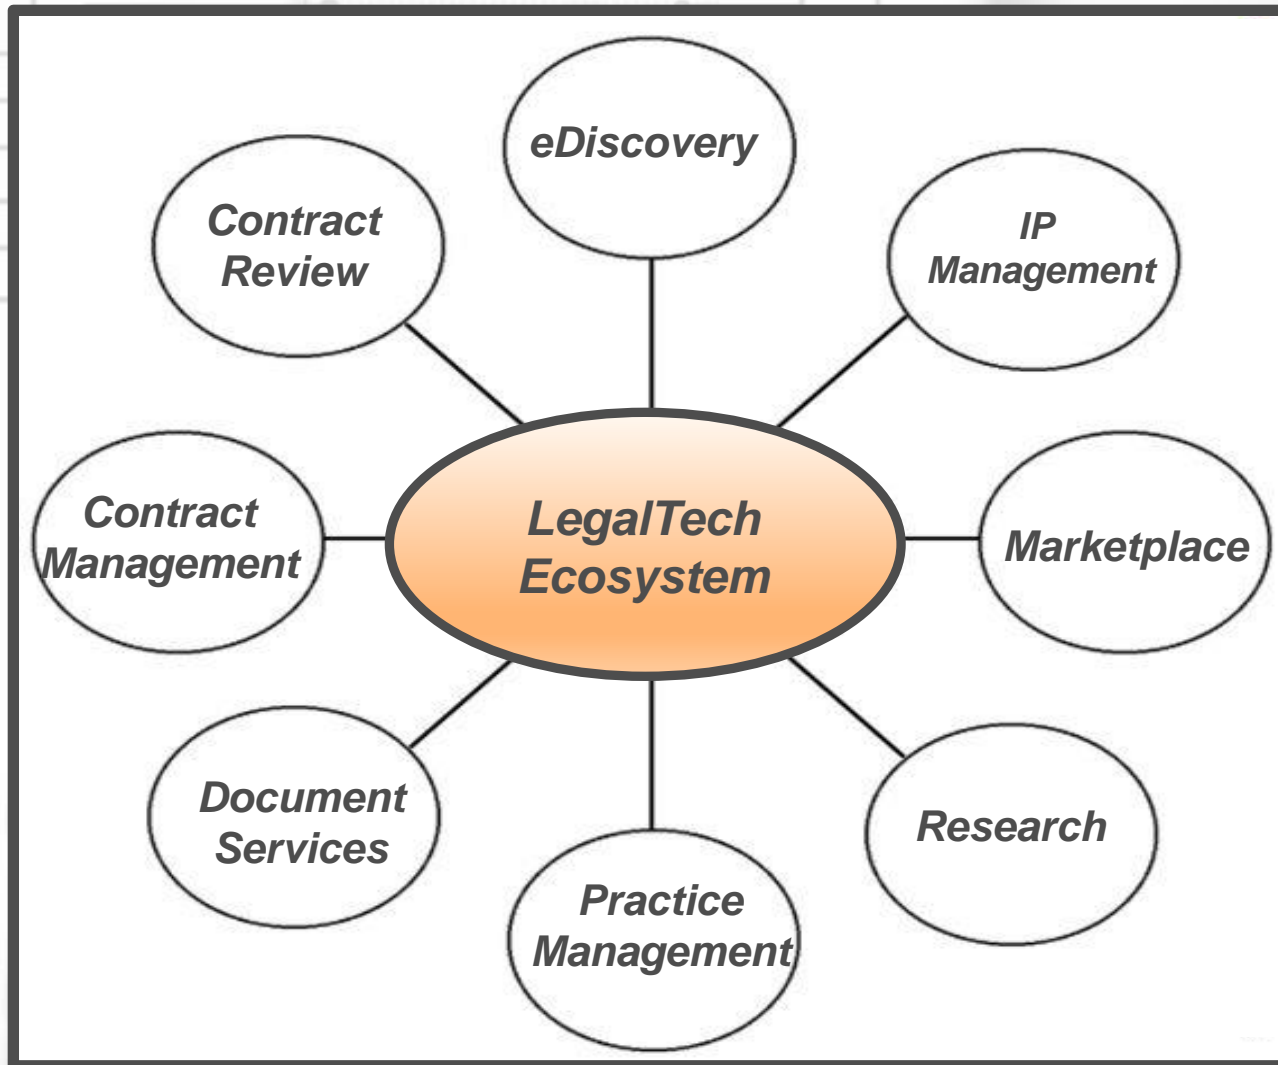 eDiscovery
Contract
Review
IP
Management
Contract
Management
LegalTech
Ecosystem
Marketplace
Document
Services
Research
Practice
Management